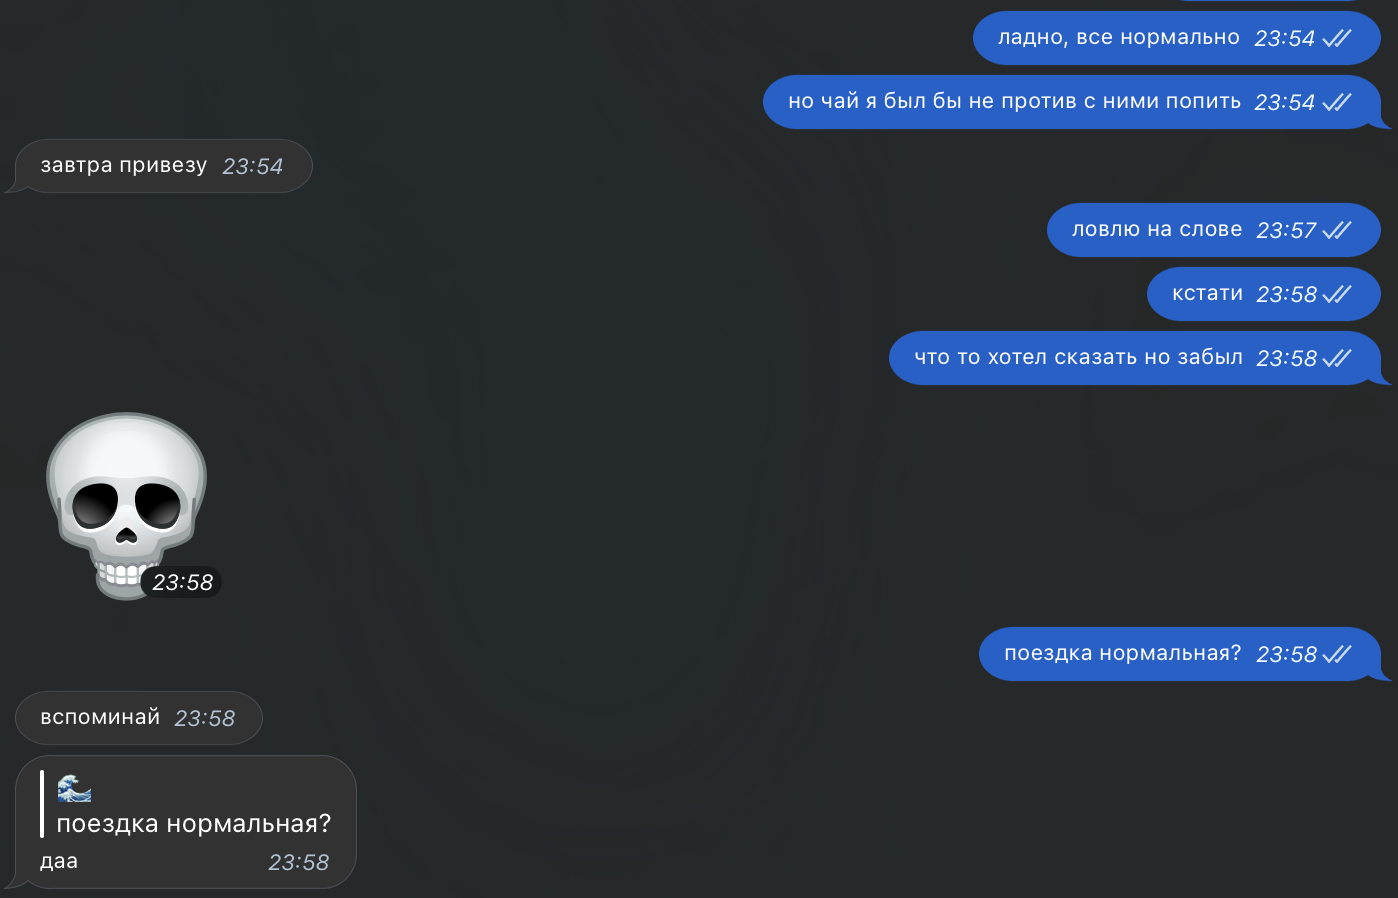 ладно, все нормально 23:54
но чай я был бы не против с ними попить 23:54
завтра привезу 23:54
ловлю на слове 23:57
кстати 23:58
что то хотел сказать но забыл 23:58
23:58
поездка нормальная? 23:58
вспоминай 23:58
🌊
поездка нормальная?
даа 23:58